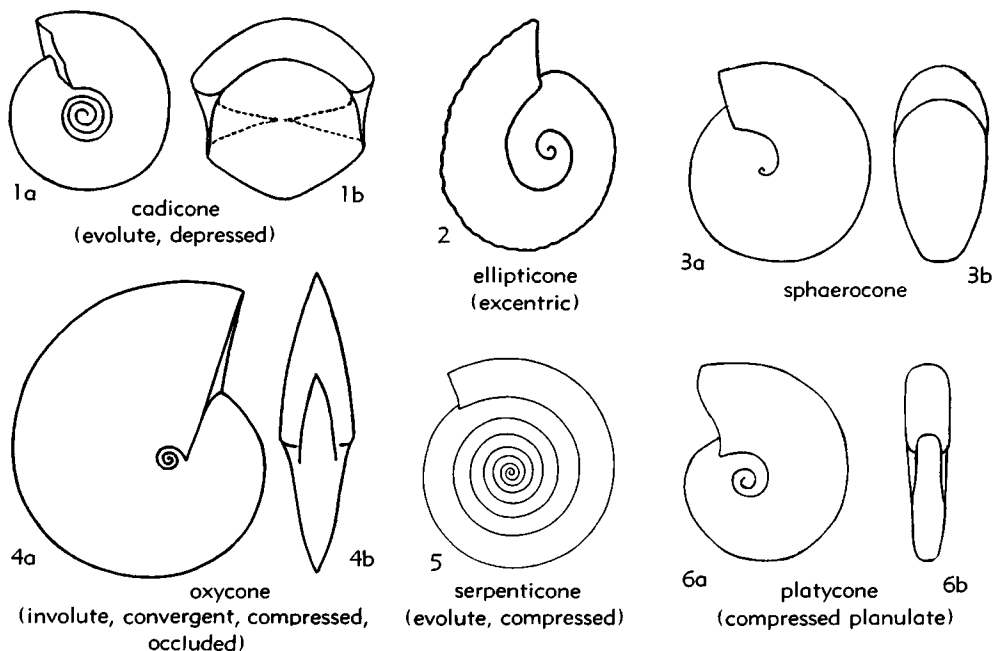 1a
1b
cadicone
(evolute, depressed)
2
ellipticone
(excentric)
3a
3b
sphaerocone
4a
4b
oxycone
(involute, convergent, compressed,
occluded)
5
serpenticone
(evolute, compressed)
6a
6b
platycone
(compressed planulate)